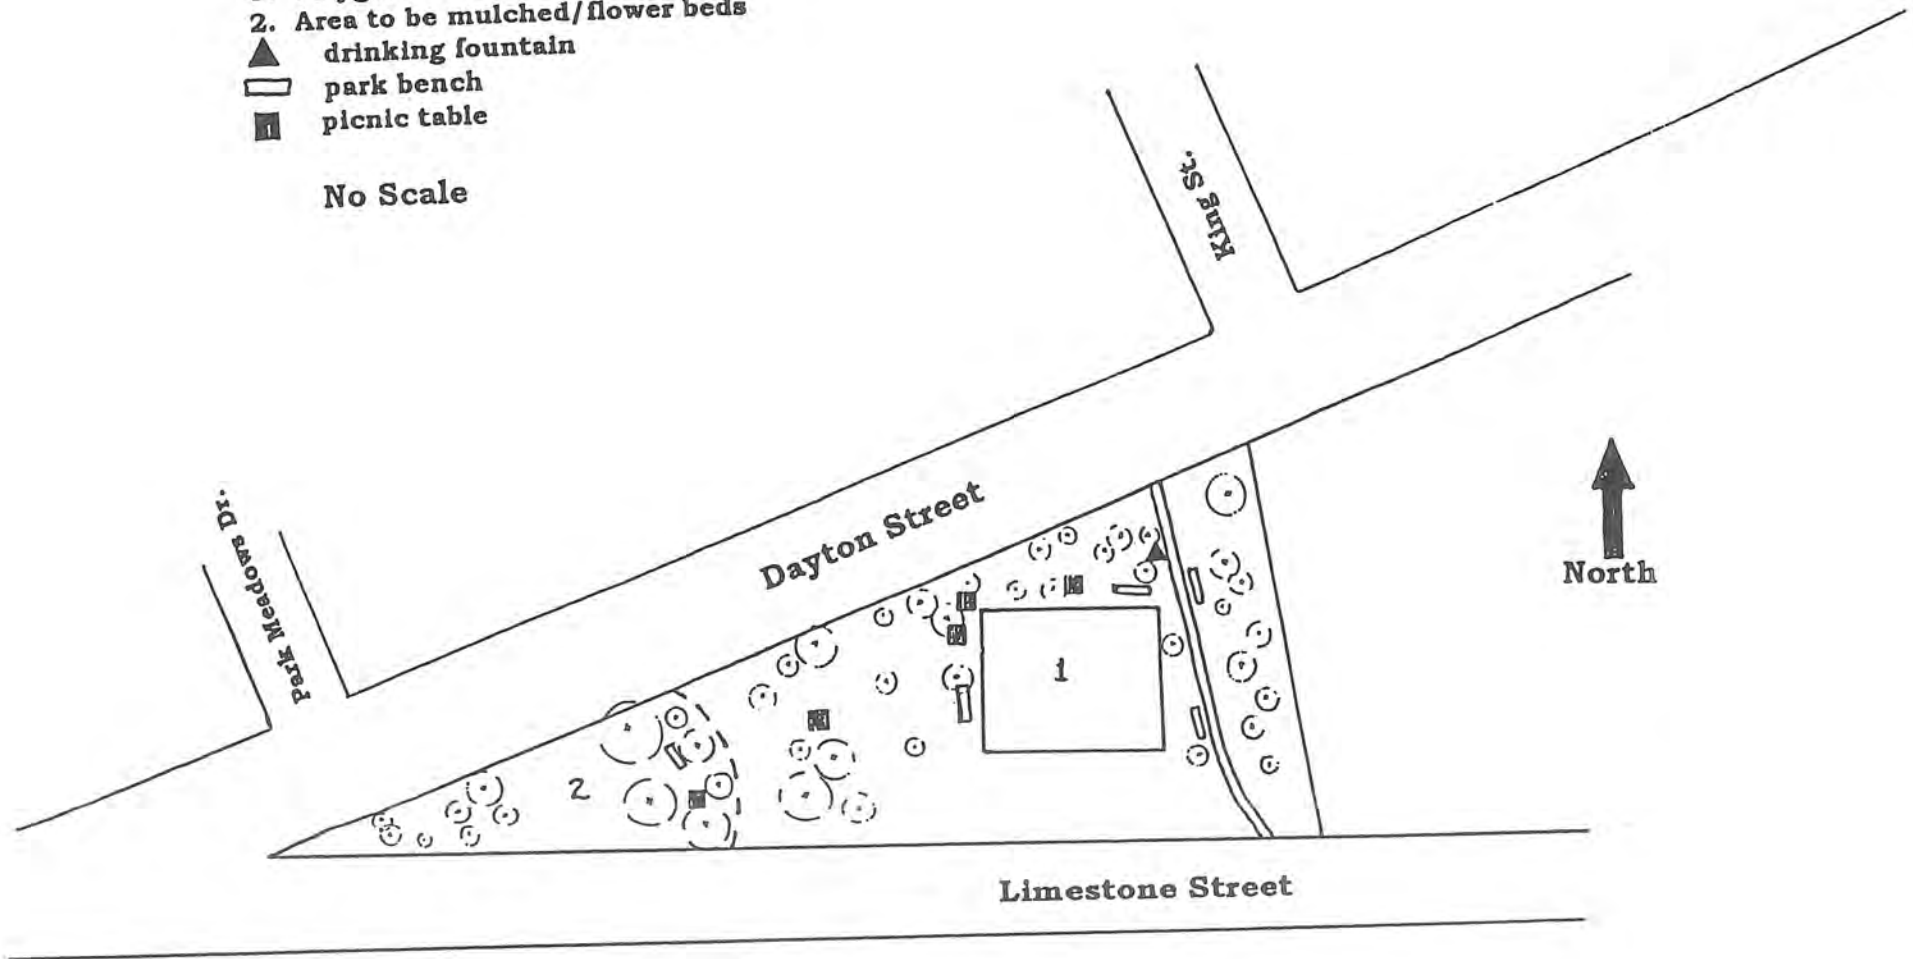 2. Area to be mulched/flower beds
drinking fountain
park bench
picnic table
No Scale
King St.
Park Meadows Dr.
Dayton Street
North
1
2
Limestone Street